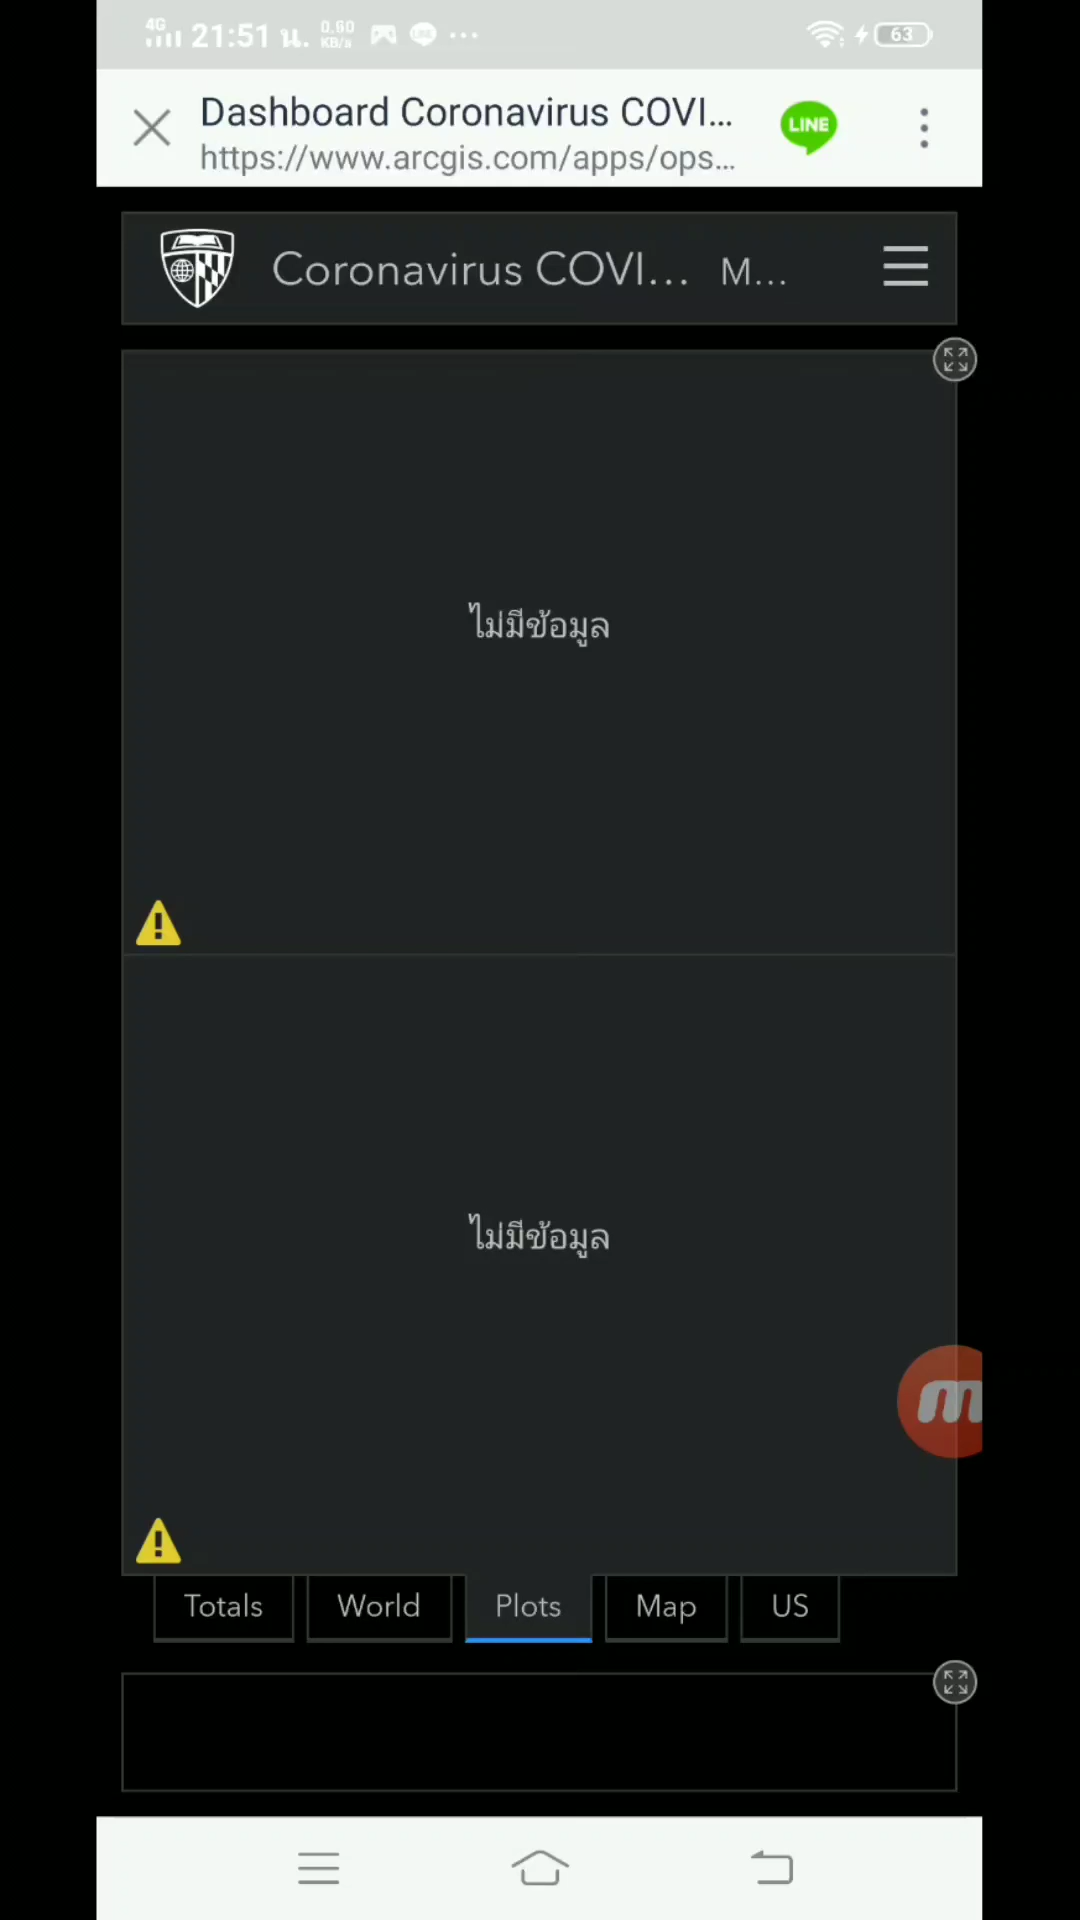 4G 21:51 น. 0.60 KB/s LINE ... 63
Dashboard Coronavirus COVI... LINE
https://www.arcgis.com/apps/ops...
Coronavirus COVI... M...
ไม่มีข้อมูล
ไม่มีข้อมูล
Totals World Plots Map US